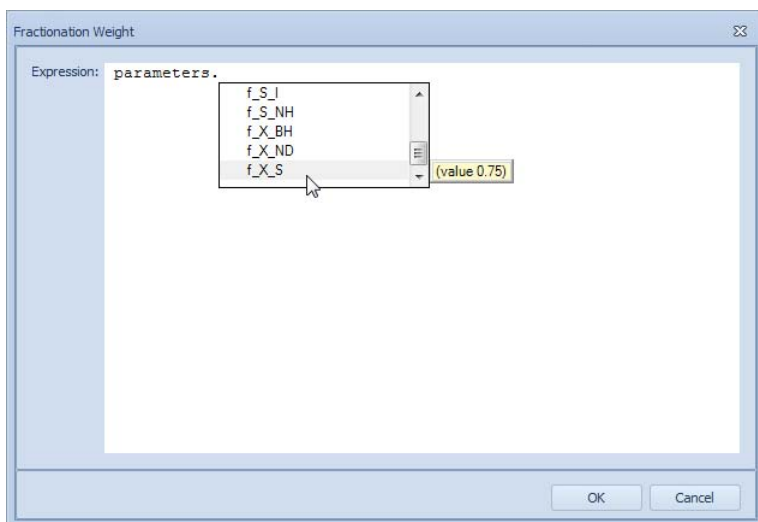 Fractionation Weight
Expression: parameters.
f_S_I
f_S_NH
f_X_BH
f_X_ND
f_X_S (value 0.75)
OK Cancel